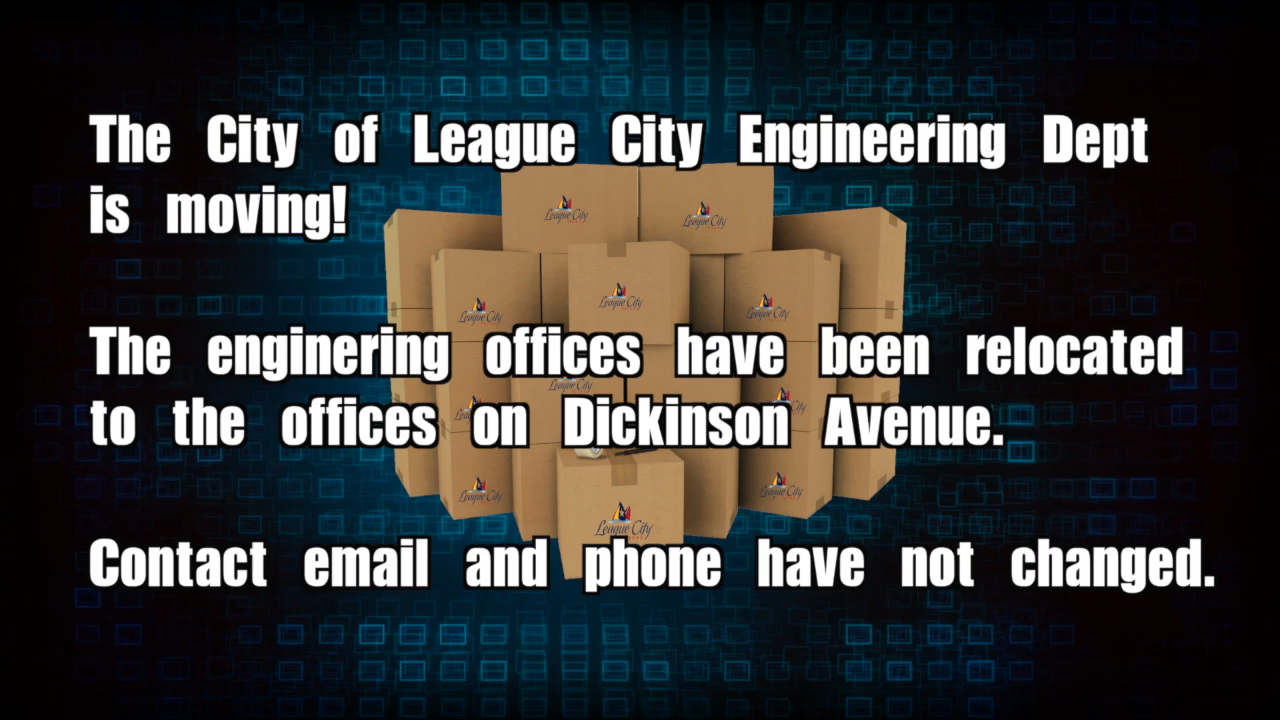 The City of League City Engineering Dept
is moving!
League City
League City
League City
League City
League City
The enginering offices have been relocated
to the offices on Dickinson Avenue.
League City
League City
League City
Contact email and phone have not changed.